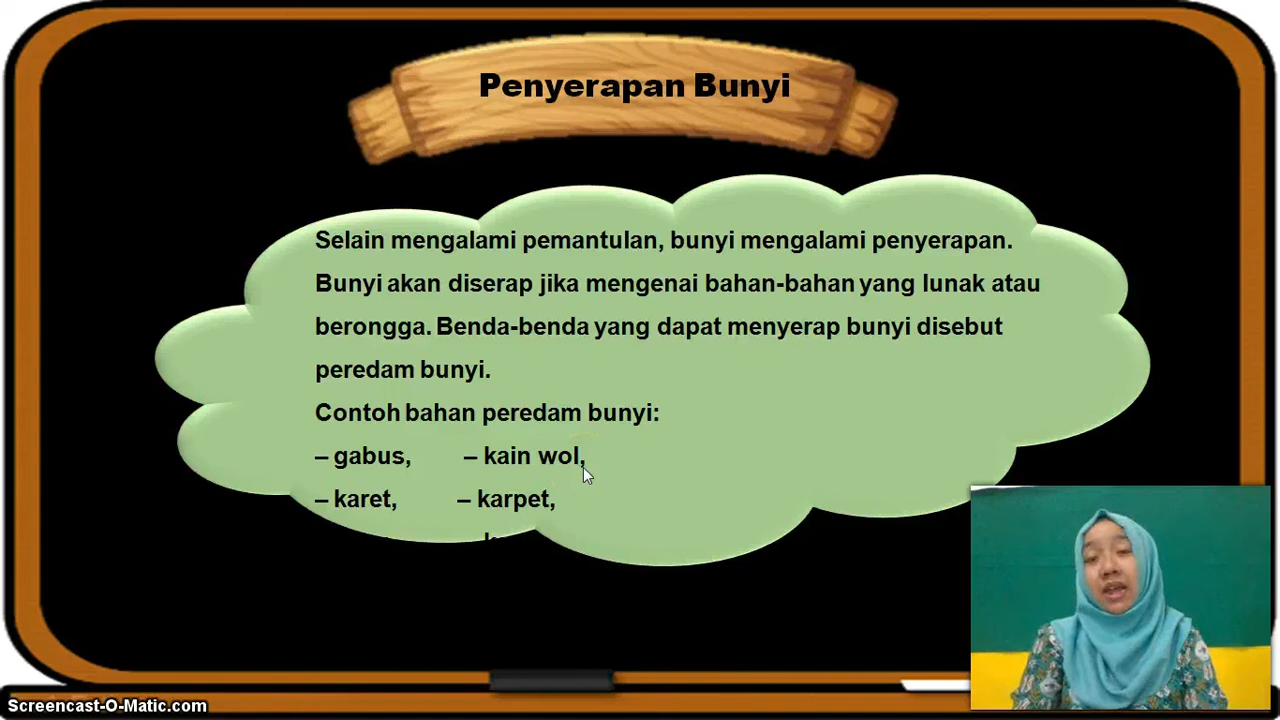 Penyerapan Bunyi
Selain mengalami pemantulan, bunyi mengalami penyerapan.
Bunyi akan diserap jika mengenai bahan-bahan yang lunak atau
berongga. Benda-benda yang dapat menyerap bunyi disebut
peredam bunyi.
Contoh bahan peredam bunyi:
– gabus, – kain wol,
– karet, – karpet,
Screencast-O-Matic.com